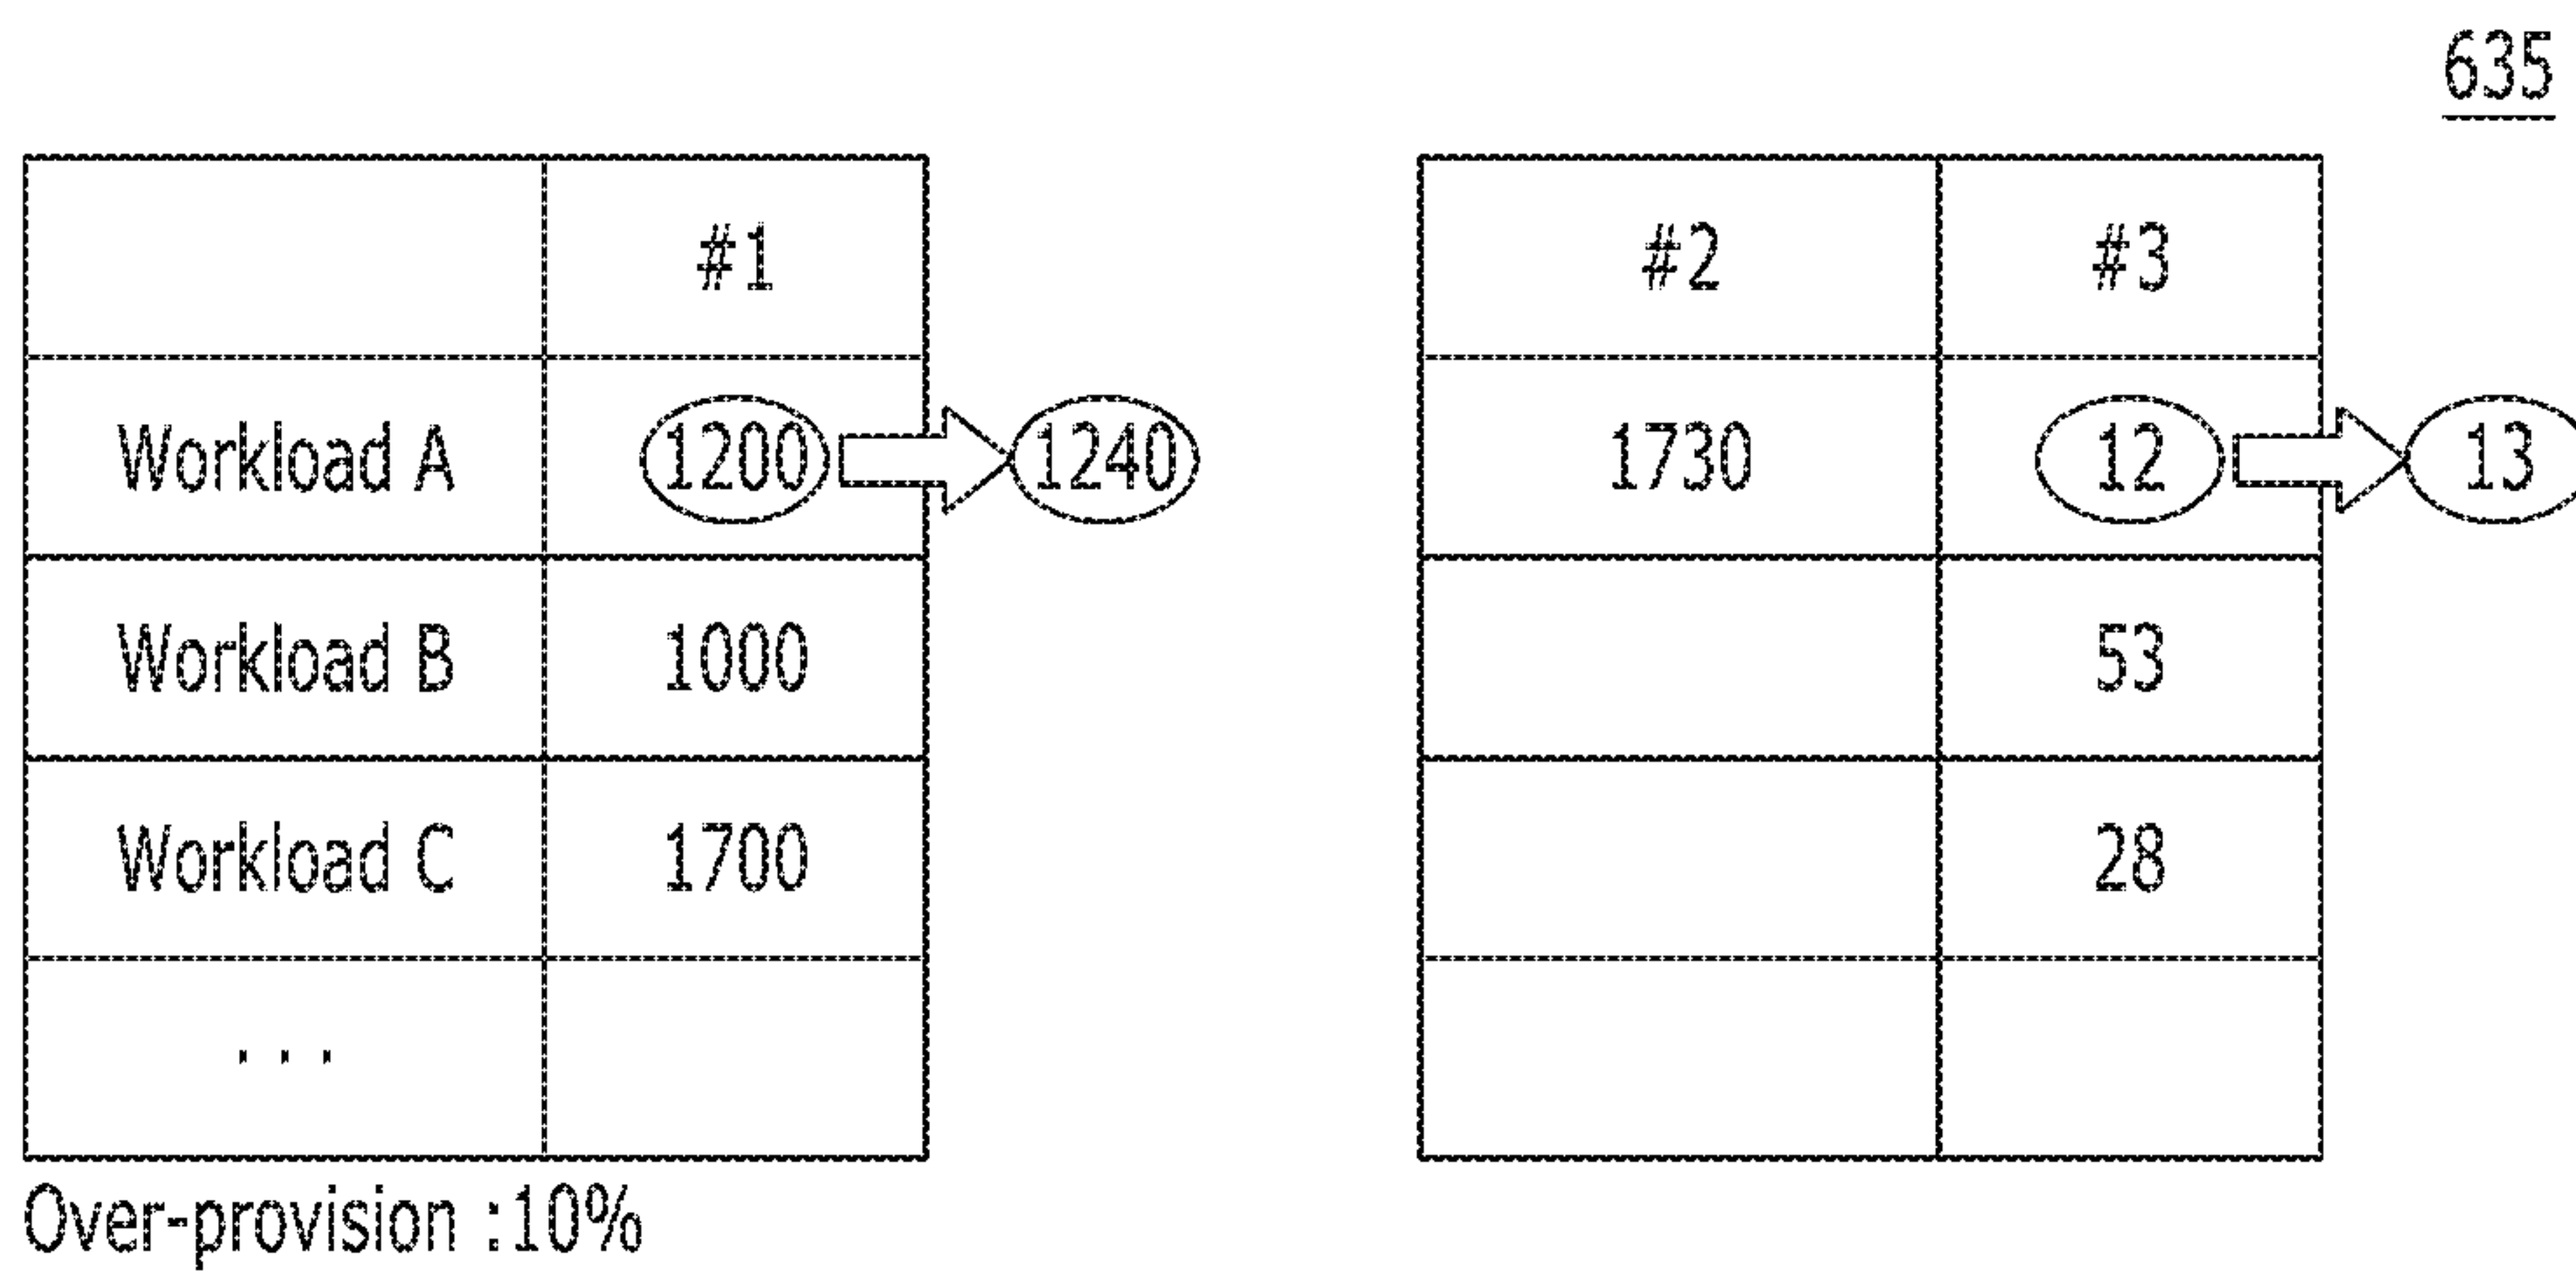 635
#1 #2 #3
Workload A 1200 1240 1730 12 13
Workload B 1000 53
Workload C 1700 28
...
Over-provision :10%